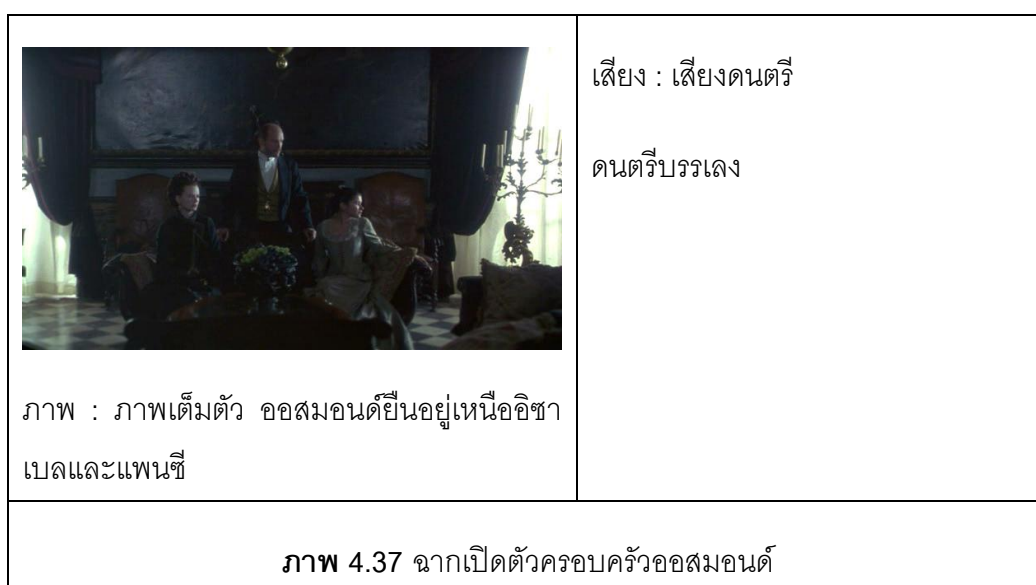 เสียง : เสียงดนตรี
ดนตรีบรรเลง
ภาพ : ภาพเต็มตัว ออสมอนด์ยืนอยู่เหนืออิซา
เบลและแพนซี
ภาพ 4.37 ฉากเปิดตัวครอบครัวออสมอนด์